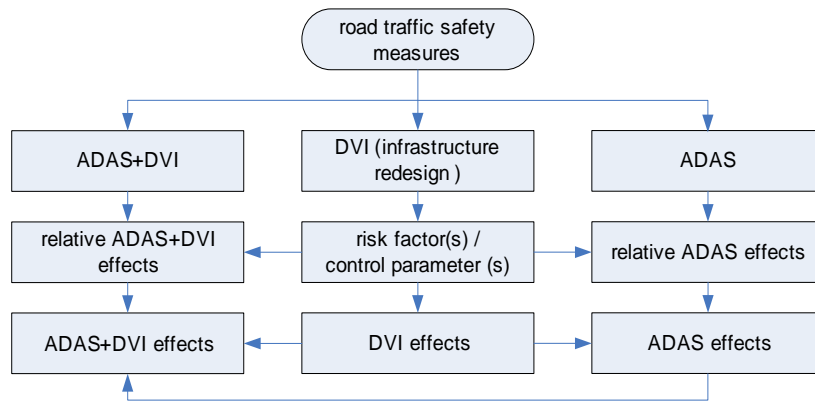 road traffic safety
measures
ADAS+DVI
DVI (infrastructure
redesign )
ADAS
relative ADAS+DVI
effects
risk factor(s) /
control parameter (s)
relative ADAS effects
ADAS+DVI effects
DVI effects
ADAS effects